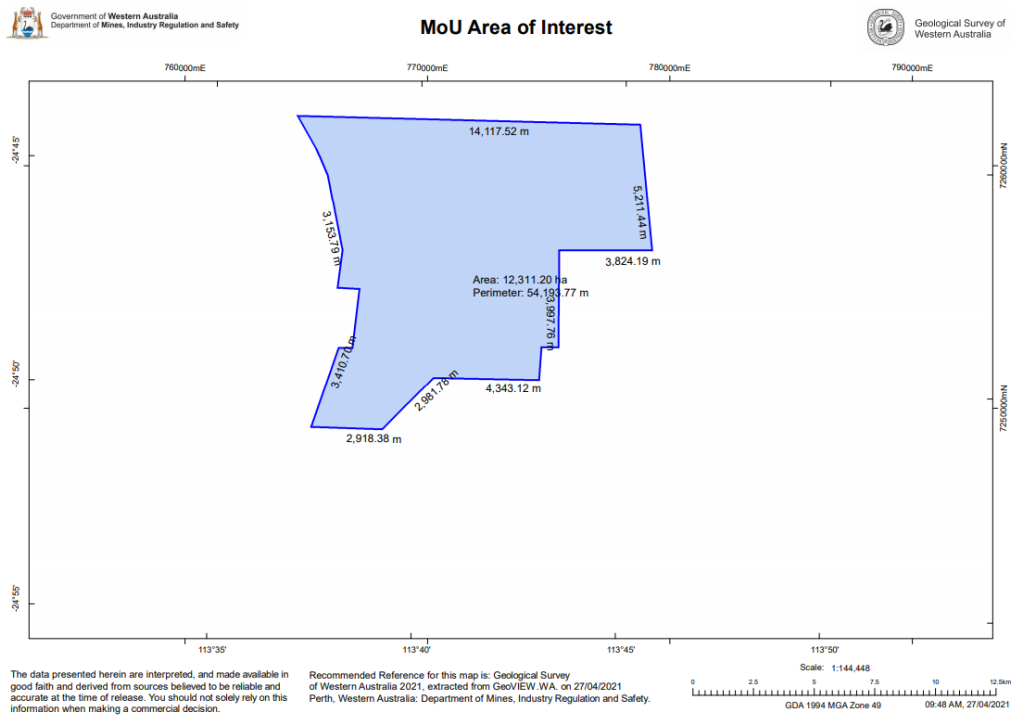 Government of Western Australia
Department of Mines, Industry Regulation and Safety
MoU Area of Interest
Geological Survey of
Western Australia
760000mE
770000mE
780000mE
790000mE
-24°45'
7260000mN
14,117.52 m
5,211.44 m
3,153.79 m
3,824.19 m
Area: 12,311.20 ha
Perimeter: 54,193.77 m
3,997.76 m
3,410.70 m
2,981.78 m
4,343.12 m
2,918.38 m
-24°50'
7250000mN
-24°55'
113°35'
113°40'
113°45'
113°50'
The data presented herein are interpreted, and made available in
good faith and derived from sources believed to be reliable and
accurate at the time of release. You should not solely rely on this
information when making a commercial decision.
Recommended Reference for this map is: Geological Survey
of Western Australia 2021, extracted from GeoVIEW.WA. on 27/04/2021
Perth, Western Australia: Department of Mines, Industry Regulation and Safety.
Scale: 1:144,448
0 2.5 5 7.5 10 12.5km
GDA 1994 MGA Zone 49
09:48 AM, 27/04/2021